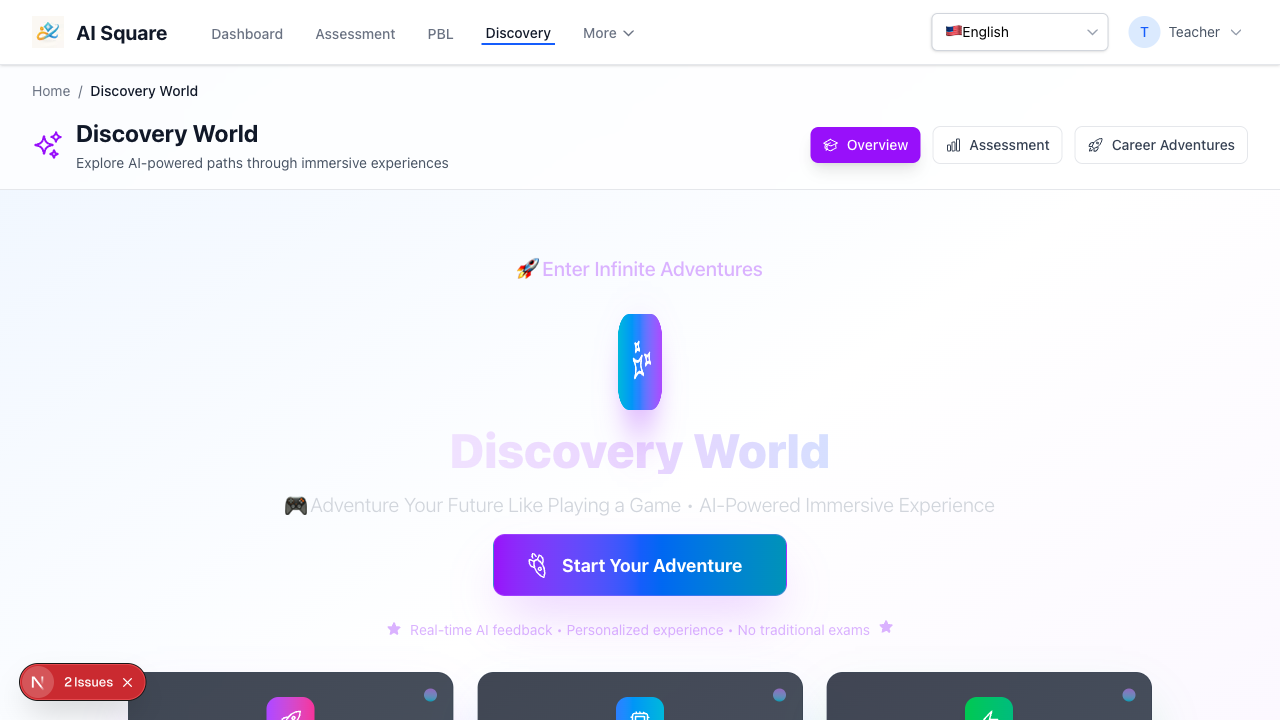 AI Square
Dashboard
Assessment
PBL
Discovery
More
🇺🇸English
T
Teacher
Home / Discovery World
Discovery World
Explore AI-powered paths through immersive experiences
Overview
Assessment
Career Adventures
🚀Enter Infinite Adventures
Discovery World
🎮Adventure Your Future Like Playing a Game • AI-Powered Immersive Experience
Start Your Adventure
Real-time AI feedback • Personalized experience • No traditional exams
N
2 Issues